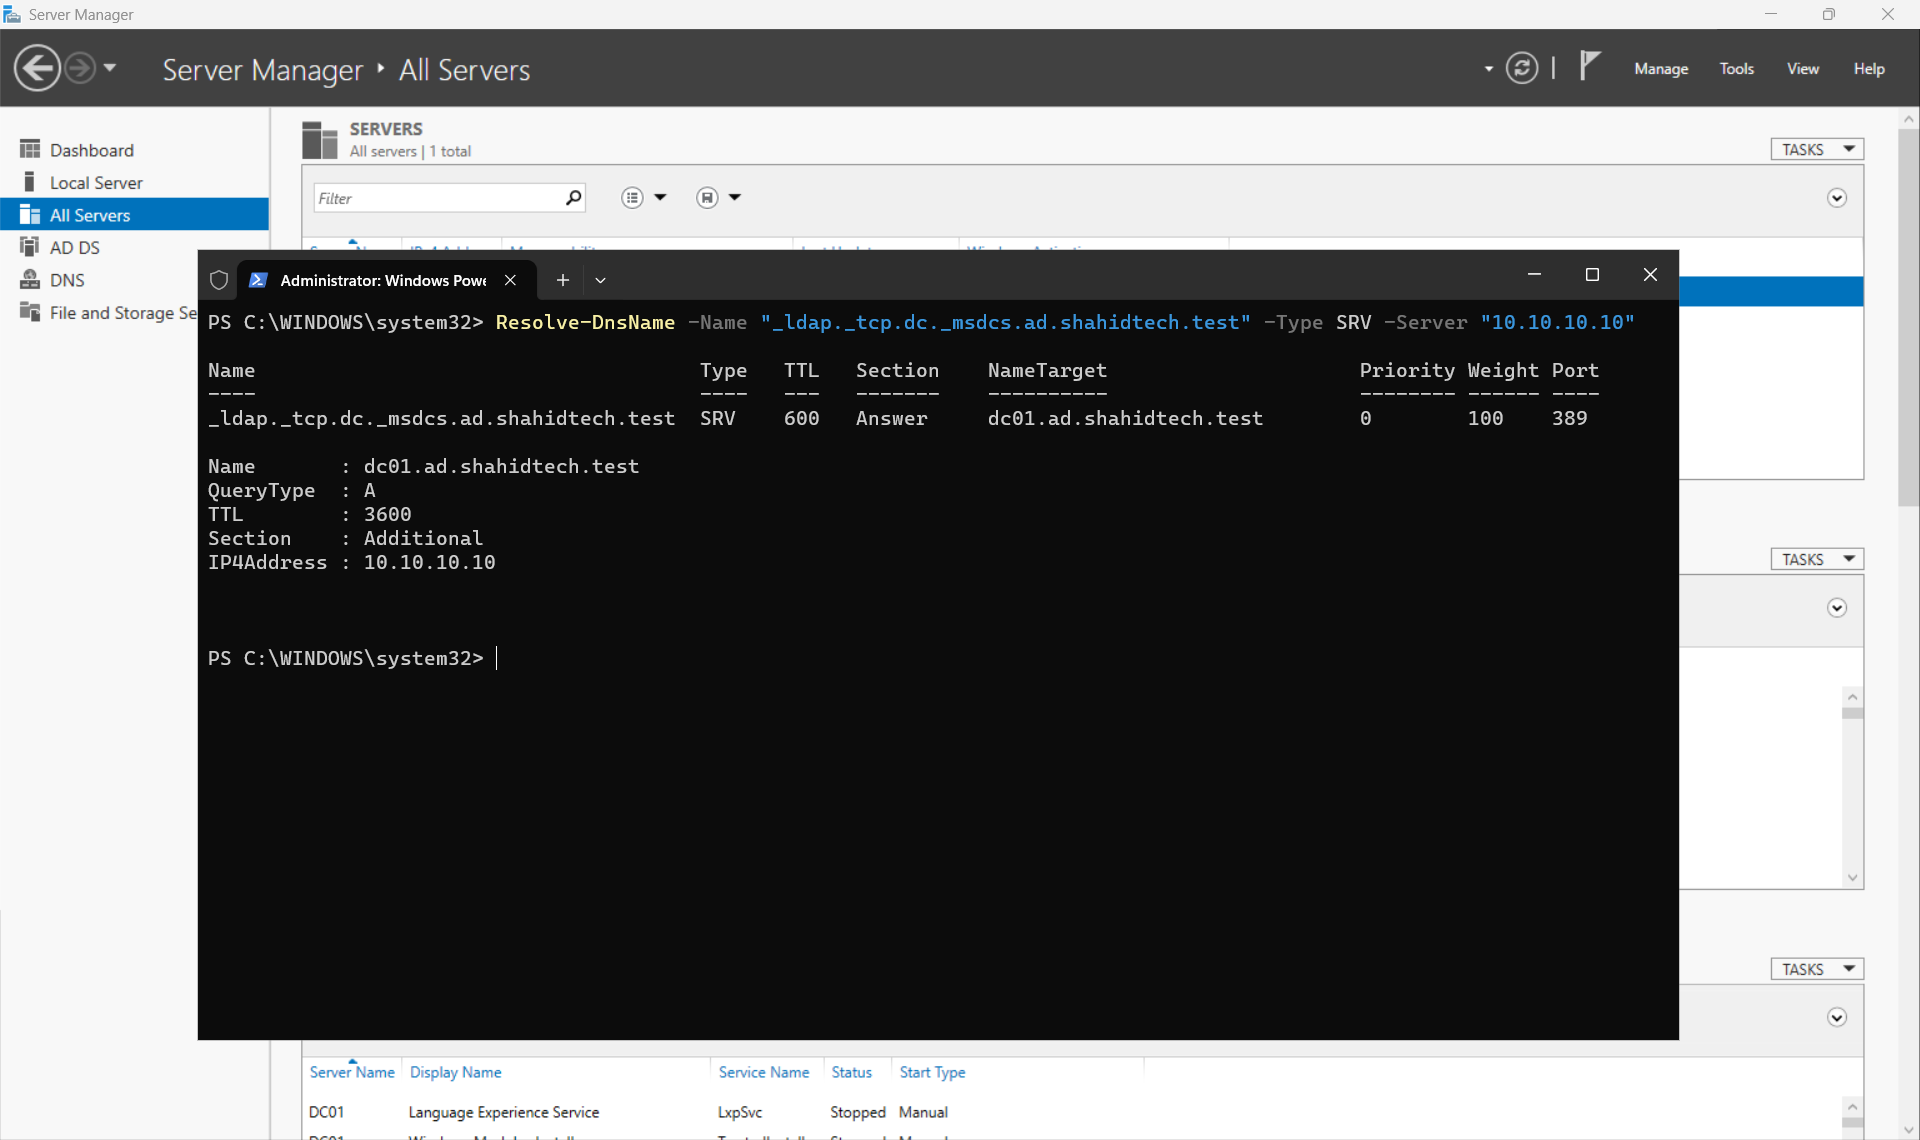 Server Manager
Server Manager ‣ All Servers
Manage Tools View Help
Dashboard
Local Server
All Servers
AD DS
DNS
File and Storage Se
SERVERS
All servers | 1 total
TASKS
Filter
Administrator: Windows Powe
PS C:\WINDOWS\system32> Resolve-DnsName -Name "_ldap._tcp.dc._msdcs.ad.shahidtech.test" -Type SRV -Server "10.10.10.10"
Name Type TTL Section NameTarget Priority Weight Port
---- ---- --- ------- ---------- -------- ------ ----
_ldap._tcp.dc._msdcs.ad.shahidtech.test SRV 600 Answer dc01.ad.shahidtech.test 0 100 389
Name : dc01.ad.shahidtech.test
QueryType : A
TTL : 3600
Section : Additional
IP4Address : 10.10.10.10
PS C:\WINDOWS\system32>
TASKS
TASKS
Server Name Display Name Service Name Status Start Type
DC01 Language Experience Service LxpSvc Stopped Manual